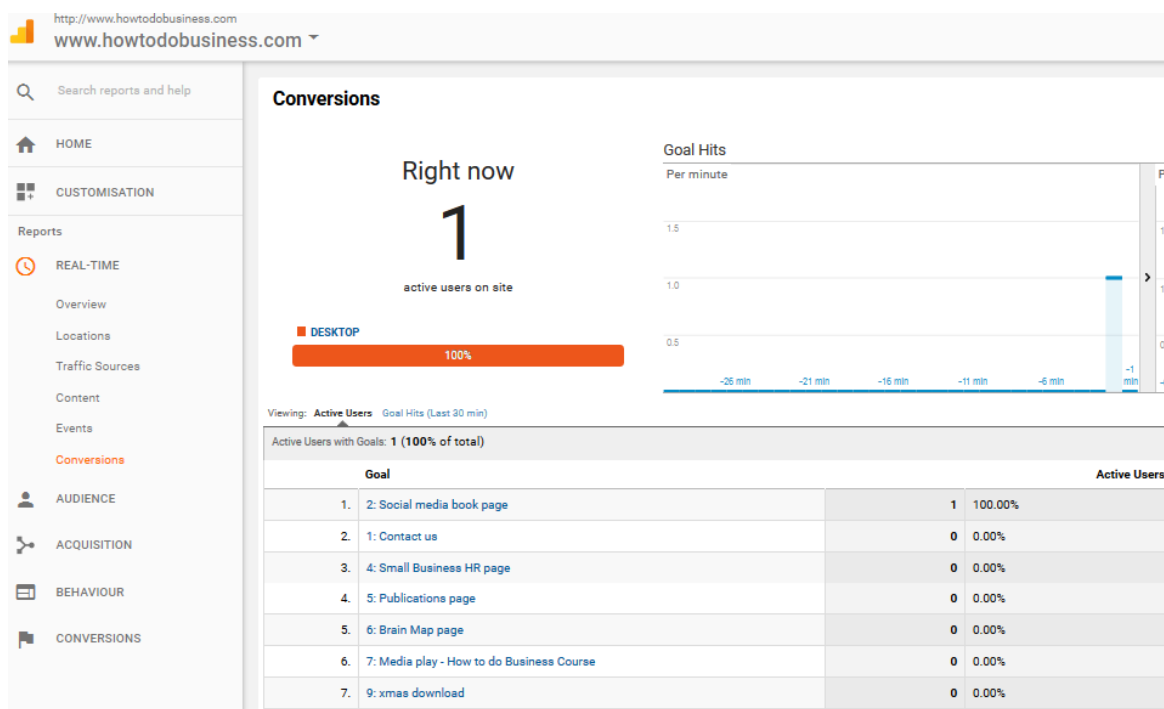 http://www.howtodobusiness.com
www.howtodobusiness.com
Search reports and help
HOME
CUSTOMISATION
Reports
REAL-TIME
Overview
Locations
Traffic Sources
Content
Events
Conversions
AUDIENCE
ACQUISITION
BEHAVIOUR
CONVERSIONS
Conversions
Right now
1
active users on site
DESKTOP
100%
Goal Hits
Per minute
1.5
1.0
0.5
-26 min -21 min -16 min -11 min -6 min -1 min
Viewing: Active Users Goal Hits (Last 30 min)
Active Users with Goals: 1 (100% of total)
Goal Active Users
1. 2: Social media book page 1 100.00%
2. 1: Contact us 0 0.00%
3. 4: Small Business HR page 0 0.00%
4. 5: Publications page 0 0.00%
5. 6: Brain Map page 0 0.00%
6. 7: Media play - How to do Business Course 0 0.00%
7. 9: xmas download 0 0.00%